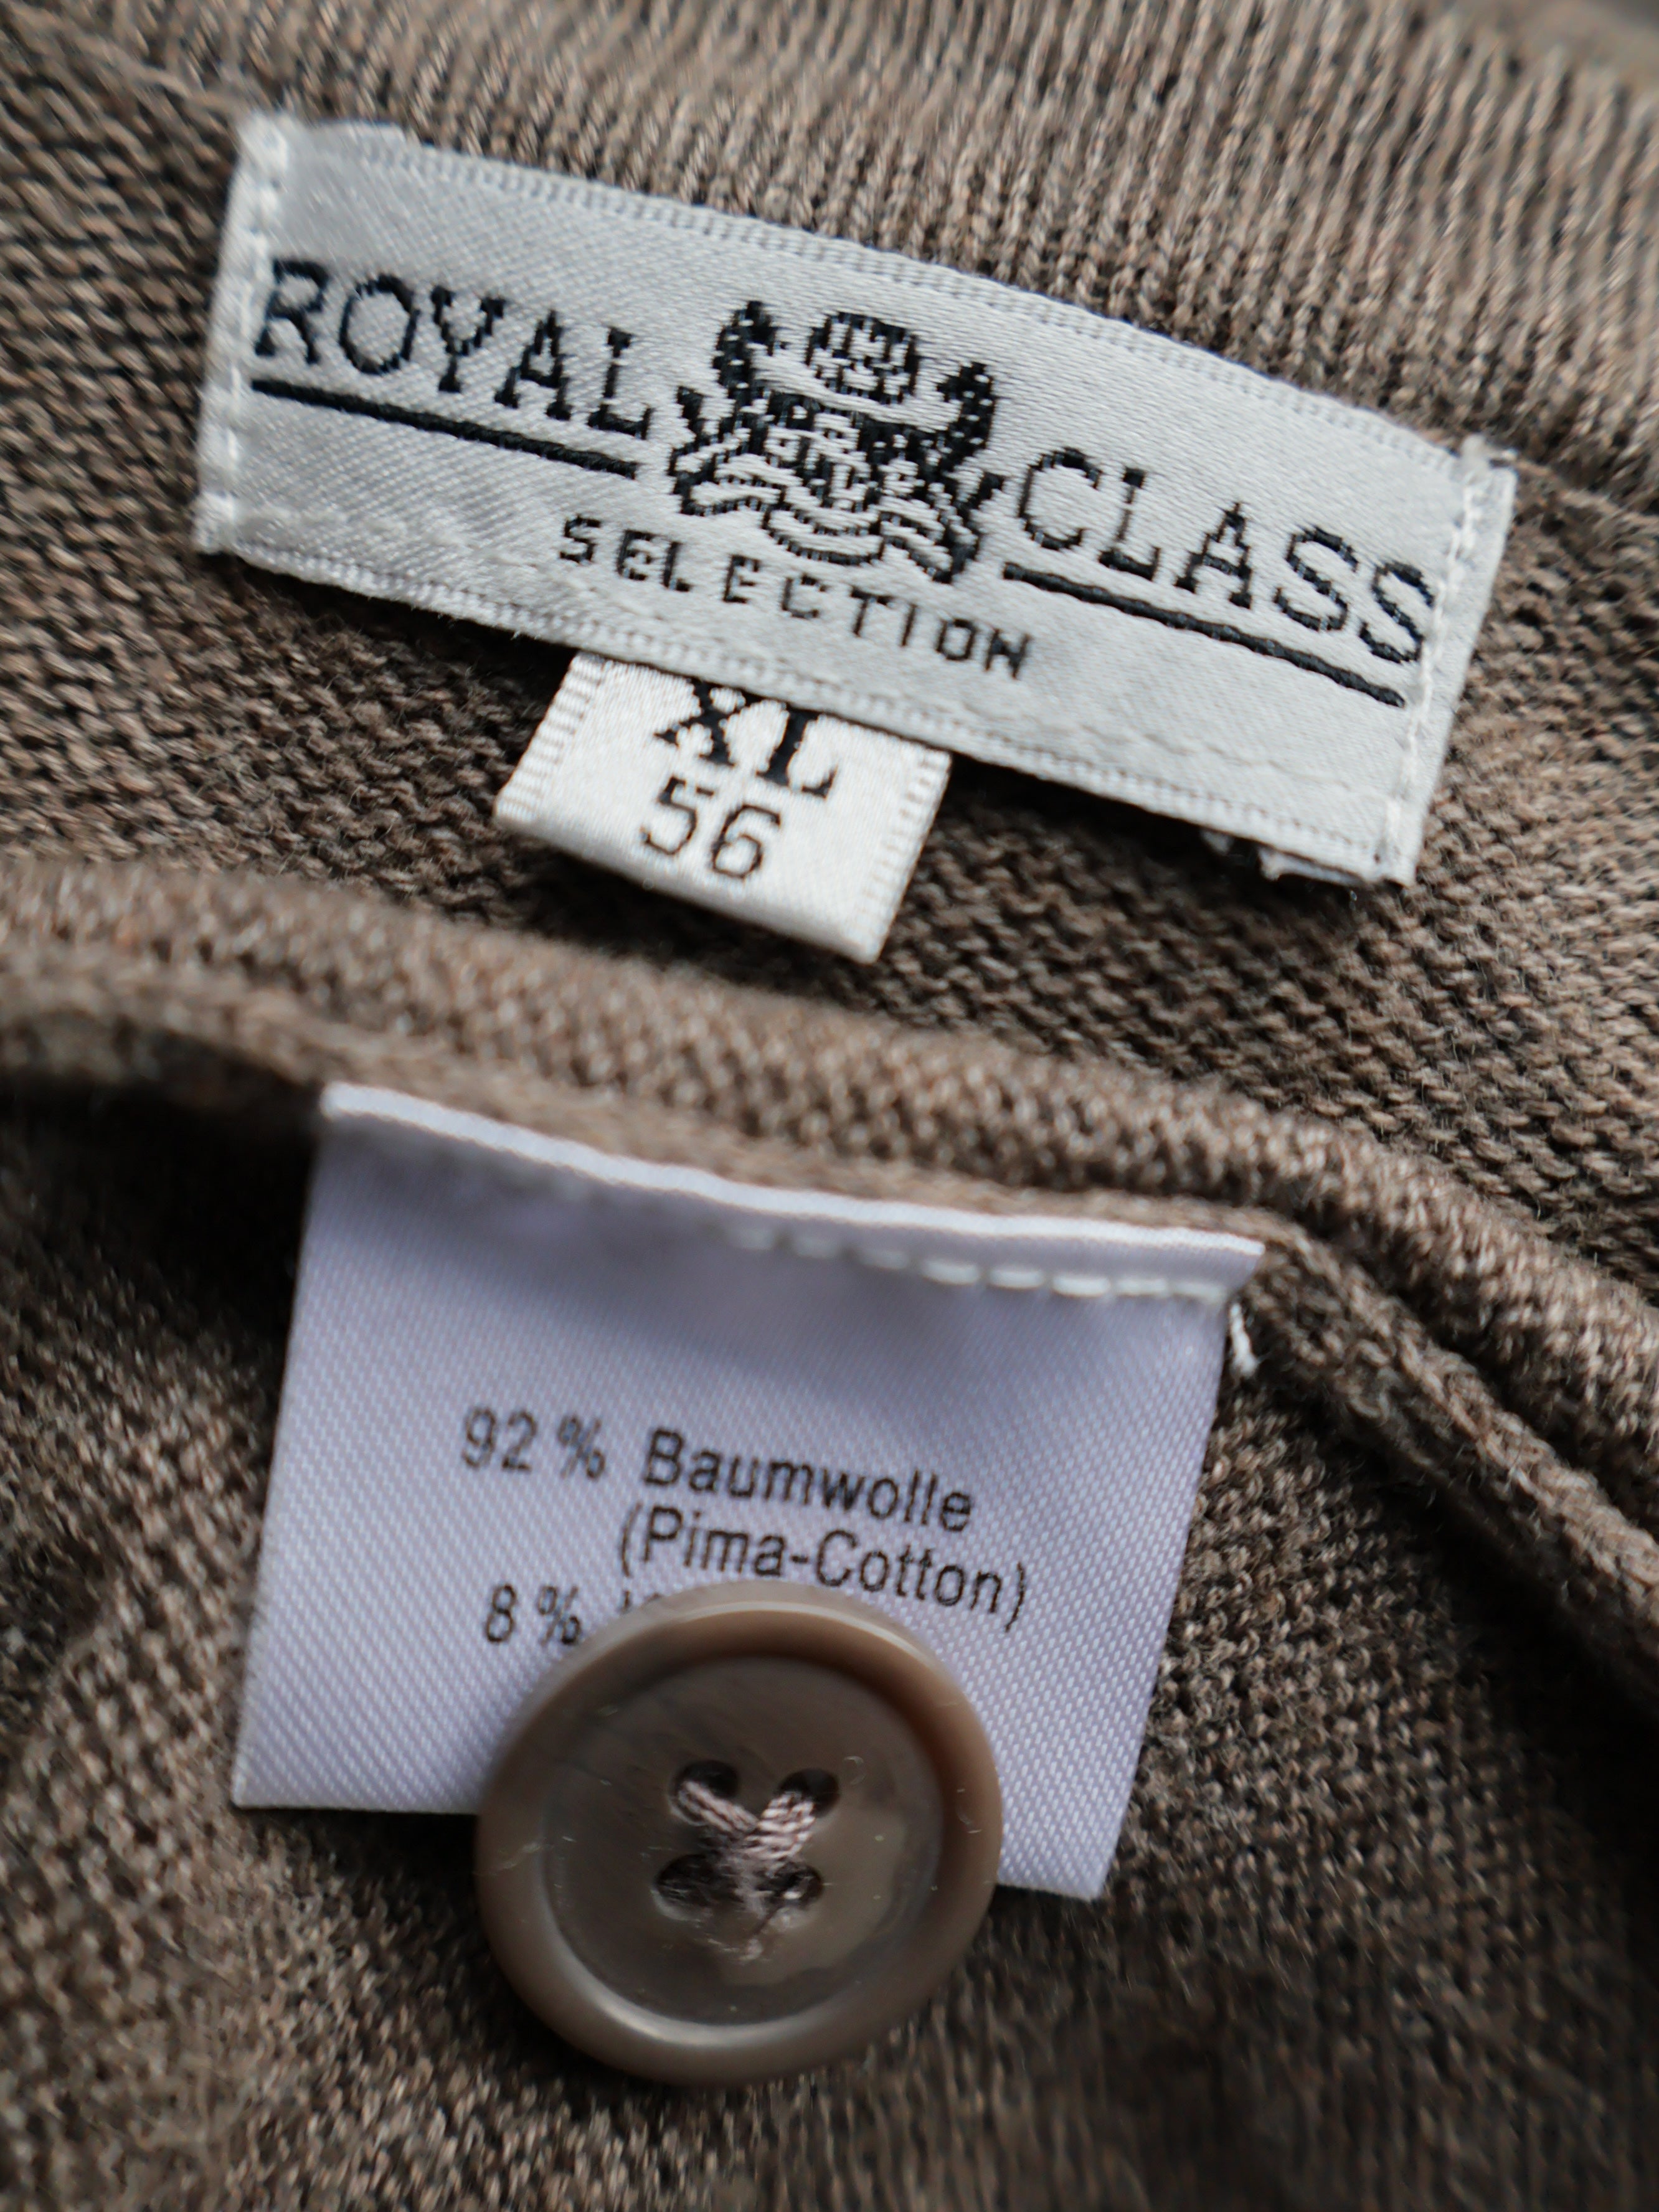 ROYAL CLASS
SELECTION
XL
56
92 % Baumwolle
(Pima-Cotton)
8 %